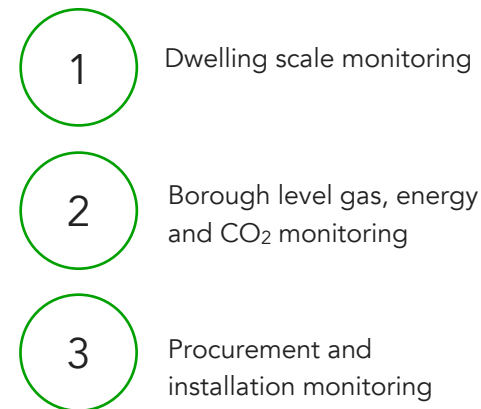 1
Dwelling scale monitoring
2
Borough level gas, energy
and CO2 monitoring
3
Procurement and
installation monitoring